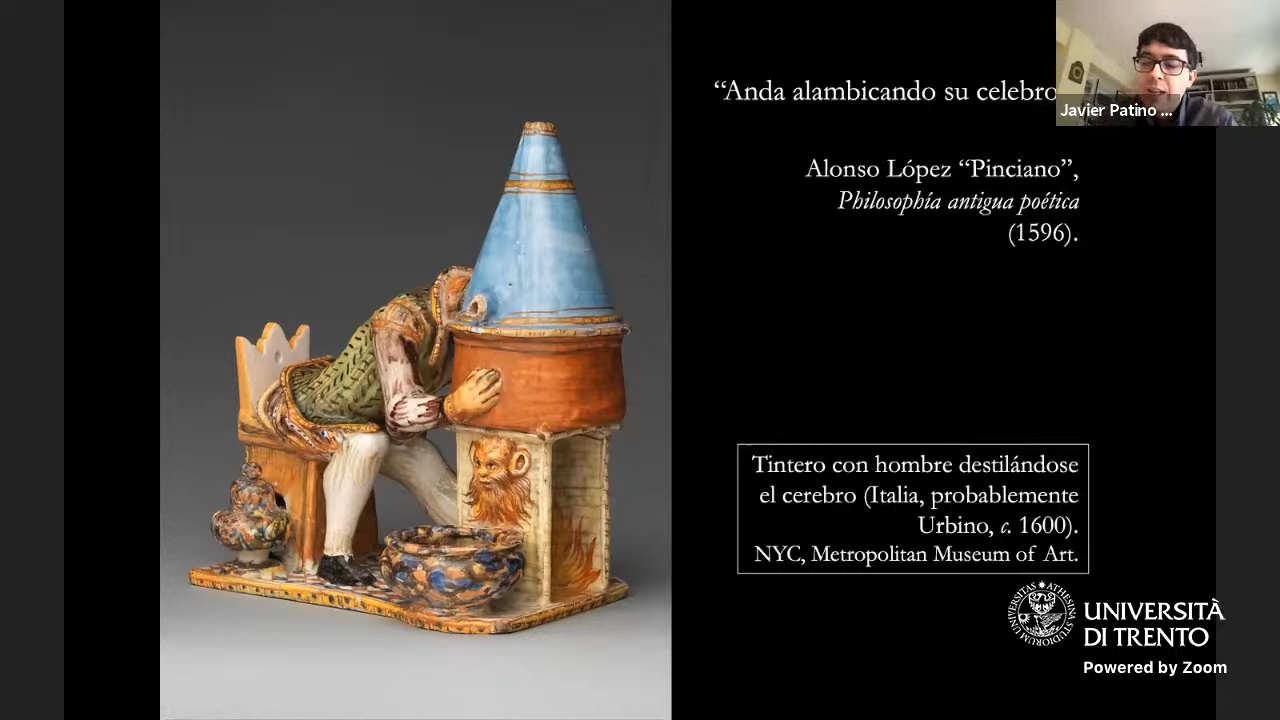 “Anda alambicando su celebro
Javier Patino ...
Alonso López “Pinciano”,
Philosophía antigua poética
(1596).
Tintero con hombre destilándose
el cerebro (Italia, probablemente
Urbino, c. 1600).
NYC, Metropolitan Museum of Art.
UNIVERSITÀ
DI TRENTO
Powered by Zoom